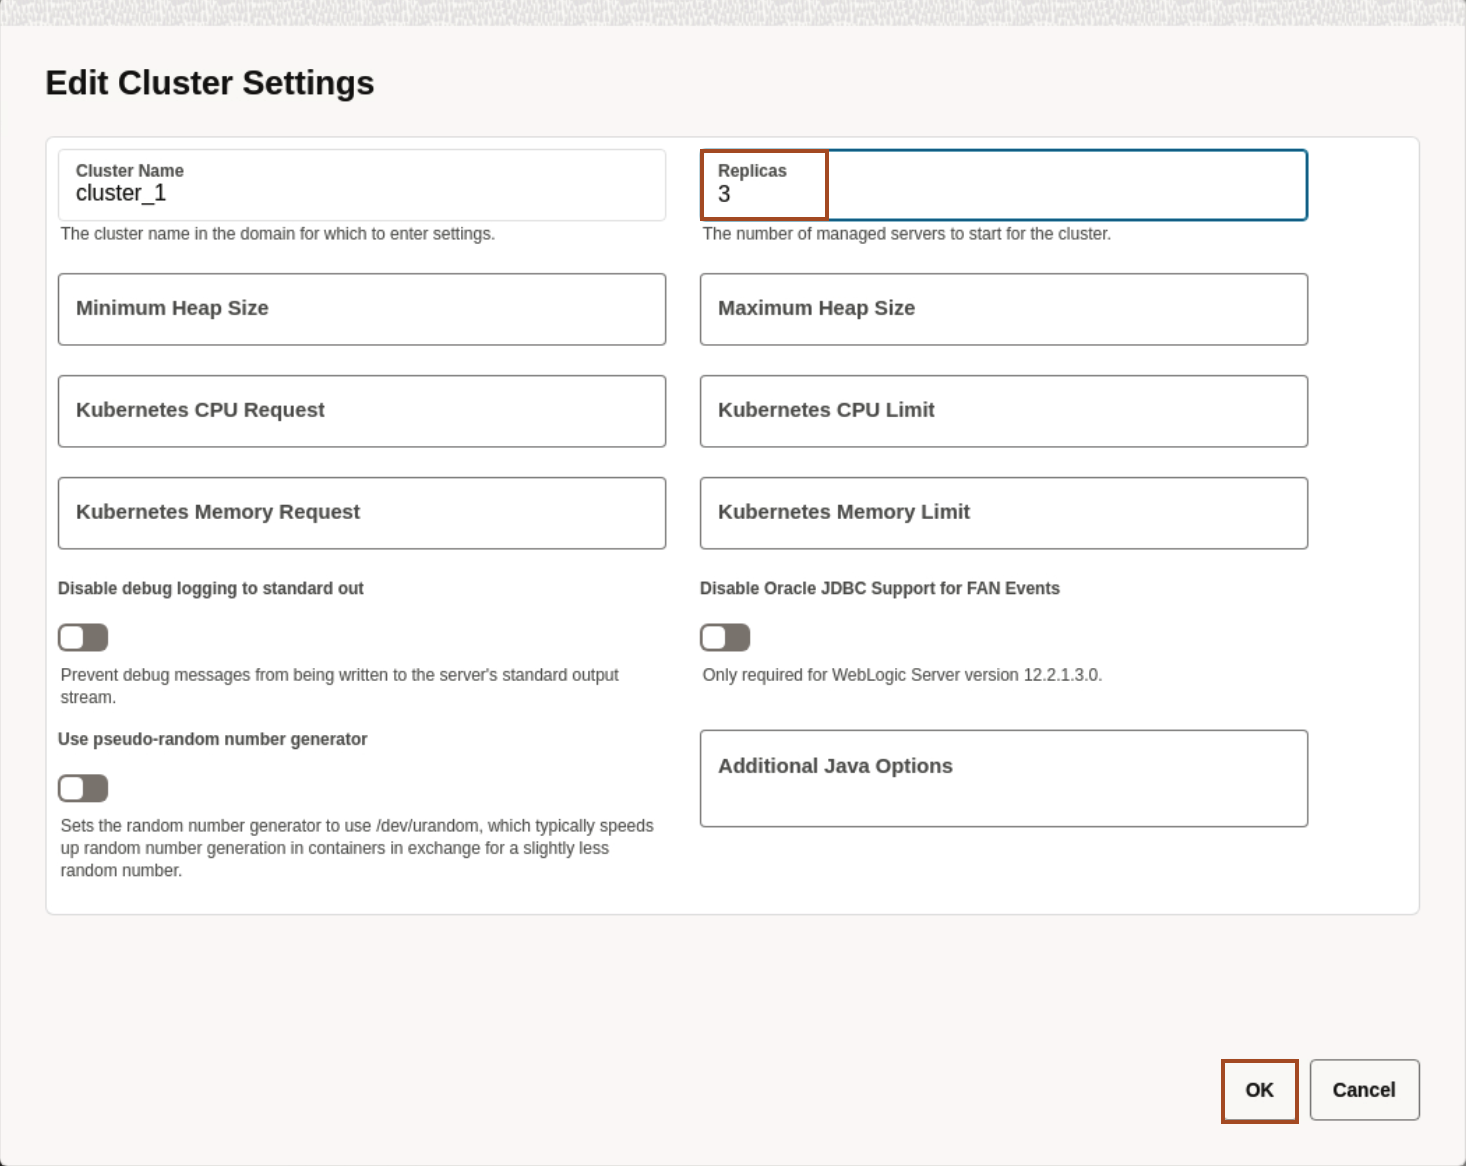 Edit Cluster Settings
Cluster Name
cluster_1
The cluster name in the domain for which to enter settings.
Replicas
3
The number of managed servers to start for the cluster.
Minimum Heap Size
Maximum Heap Size
Kubernetes CPU Request
Kubernetes CPU Limit
Kubernetes Memory Request
Kubernetes Memory Limit
Disable debug logging to standard out
Prevent debug messages from being written to the server's standard output
stream.
Disable Oracle JDBC Support for FAN Events
Only required for WebLogic Server version 12.2.1.3.0.
Use pseudo-random number generator
Sets the random number generator to use /dev/urandom, which typically speeds
up random number generation in containers in exchange for a slightly less
random number.
Additional Java Options
OK
Cancel